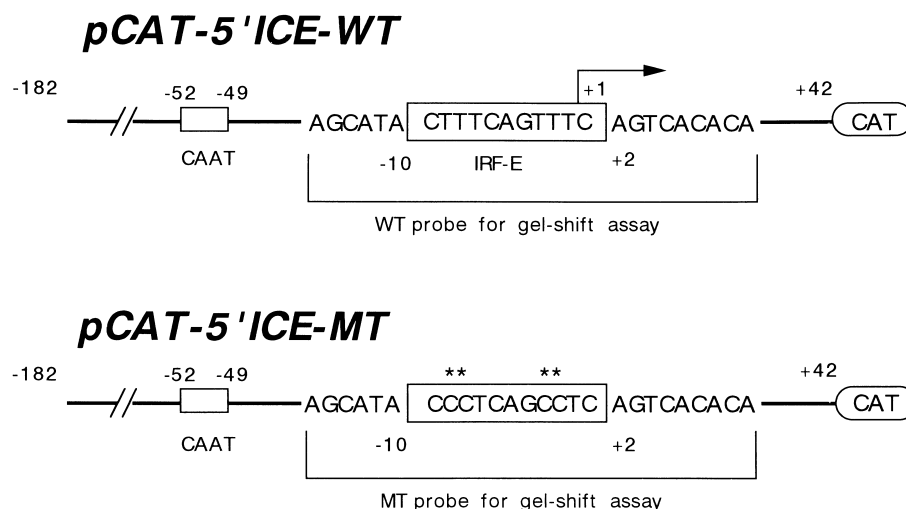 pCAT-5'ICE-WT
-182 -52 -49 +1 +42
AGCATA CTTTCAGTTTC AGTCACACA CAT
CAAT -10 IRF-E +2
WT probe for gel-shift assay
pCAT-5'ICE-MT
-182 -52 -49 ** ** +42
AGCATA CCCTCAGCCTC AGTCACACA CAT
CAAT -10 +2
MT probe for gel-shift assay